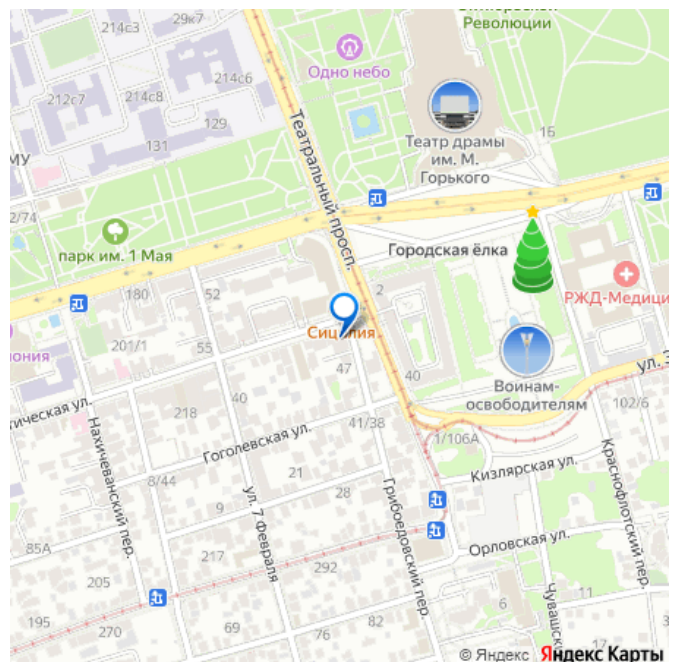 Революции
29к7
214с3
214с6
Одно небо
212с7
214с8
129
131
МУ
Театральный просп.
Театр драмы
им. М.
Горького
16
2/74
парк им. 1 Мая
Городская ёлка
180
52
2
РЖД-Медици
Сицилия
201/1
55
47
40
Воинам-
освободителям
ония
ул. З
102/6
ическая ул.
218
40
41/38
1/106А
Гоголевская ул.
Нахичеванский пер.
8/44
21
28
9
ул. 7 Февраля
Грибоедовский пер.
Кизлярская ул.
Краснофлотский пер.
85А
217
292
Орловская ул.
205
195
270
69
76
82
6
11
Чувашск
© Яндекс Яндекс Карты